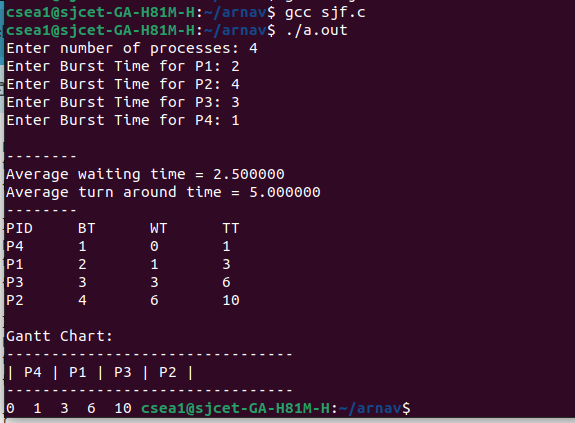 csea1@sjcet-GA-H81M-H:~/arnav$ gcc sjf.c
csea1@sjcet-GA-H81M-H:~/arnav$ ./a.out
Enter number of processes: 4
Enter Burst Time for P1: 2
Enter Burst Time for P2: 4
Enter Burst Time for P3: 3
Enter Burst Time for P4: 1
--------
Average waiting time = 2.500000
Average turn around time = 5.000000
--------
PID     BT      WT      TT
P4      1       0       1
P1      2       1       3
P3      3       3       6
P2      4       6       10
Gantt Chart:
--------------------------------
| P4 | P1 | P3 | P2 |
--------------------------------
0  1  3  6  10 csea1@sjcet-GA-H81M-H:~/arnav$